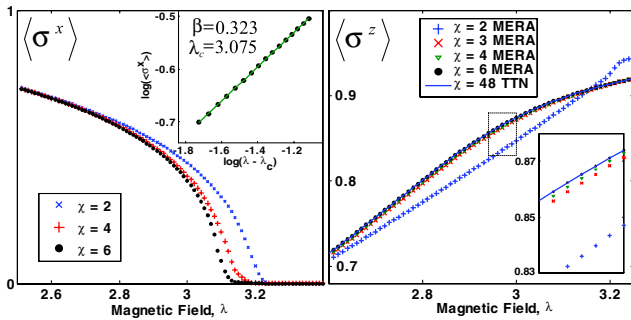 ⟨σ^x⟩
1
0
2.6
2.8
3
3.2
Magnetic Field, λ
× χ = 2
+ χ = 4
● χ = 6
β = 0.323
λ_c = 3.075
log(<σ^x>)
-0.5
-0.6
-0.7
-1.8
-1.6
-1.4
-1.2
log(λ - λ_c)
⟨σ^z⟩
0.9
0.8
0.7
2.6
2.8
3
3.2
Magnetic Field, λ
+ χ = 2 MERA
× χ = 3 MERA
▿ χ = 4 MERA
● χ = 6 MERA
— χ = 48 TTN
0.87
0.85
0.83